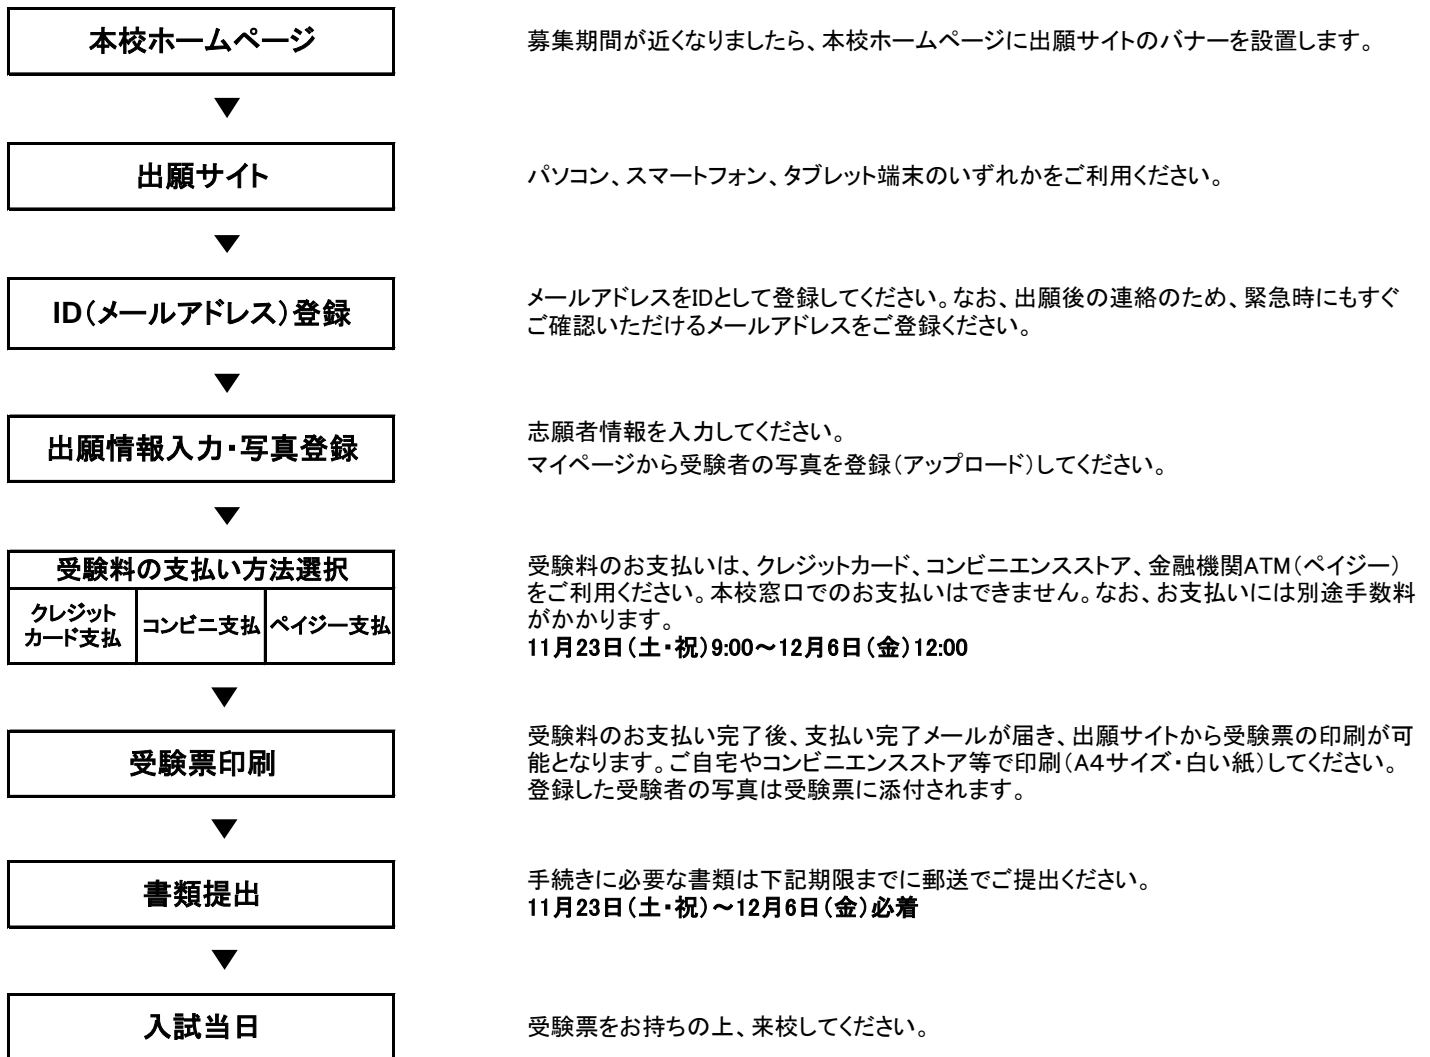 本校ホームページ
募集期間が近くなりましたら、本校ホームページに出願サイトのバナーを設置します。
▼
出願サイト
パソコン、スマートフォン、タブレット端末のいずれかをご利用ください。
▼
ID(メールアドレス)登録
メールアドレスをIDとして登録してください。なお、出願後の連絡のため、緊急時にもすぐ
ご確認いただけるメールアドレスをご登録ください。
▼
出願情報入力・写真登録
志願者情報を入力してください。
マイページから受験者の写真を登録(アップロード)してください。
▼
受験料の支払い方法選択
クレジット
カード支払
コンビニ支払
ペイジー支払
受験料のお支払いは、クレジットカード、コンビニエンスストア、金融機関ATM(ペイジー)
をご利用ください。本校窓口でのお支払いはできません。なお、お支払いには別途手数料
がかかります。
11月23日(土・祝)9:00~12月6日(金)12:00
▼
受験票印刷
受験料のお支払い完了後、支払い完了メールが届き、出願サイトから受験票の印刷が可
能となります。ご自宅やコンビニエンスストア等で印刷(A4サイズ・白い紙)してください。
登録した受験者の写真は受験票に添付されます。
▼
書類提出
手続きに必要な書類は下記期限までに郵送でご提出ください。
11月23日(土・祝)~12月6日(金)必着
▼
入試当日
受験票をお持ちの上、来校してください。